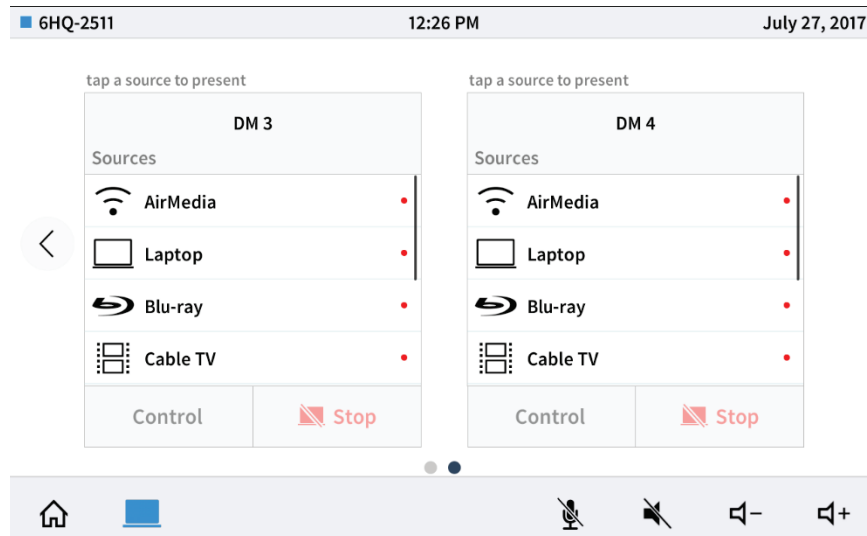 6HQ-2511 12:26 PM July 27, 2017
tap a source to present
DM 3
Sources
AirMedia
Laptop
Blu-ray
Cable TV
Control Stop
tap a source to present
DM 4
Sources
AirMedia
Laptop
Blu-ray
Cable TV
Control Stop